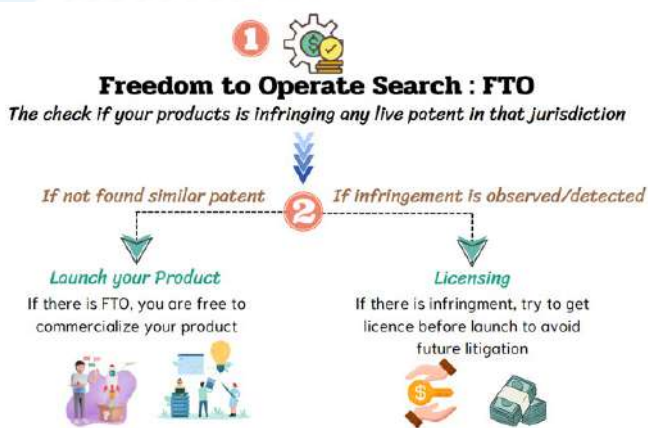 1
Freedom to Operate Search : FTO
The check if your products is infringing any live patent in that jurisdiction
If not found similar patent
2
If infringement is observed/detected
Launch your Product
If there is FTO, you are free to
commercialize your product
Licensing
If there is infringment, try to get
licence before launch to avoid
future litigation